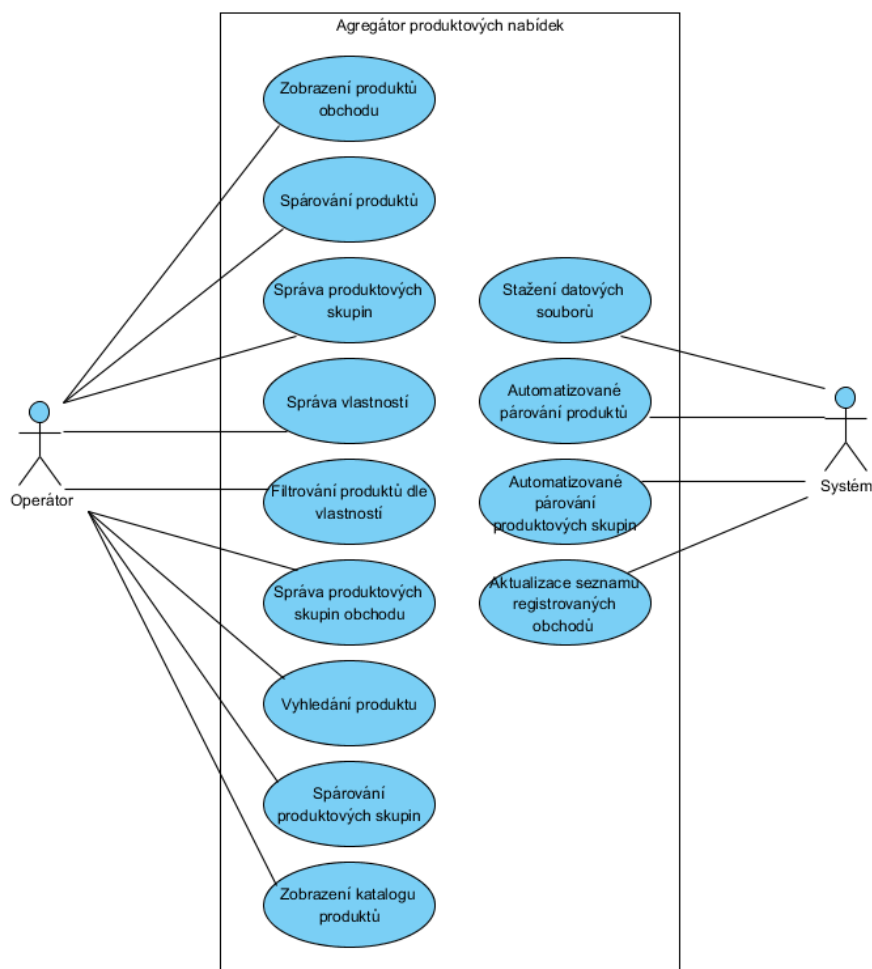 Agregátor produktových nabídek
Zobrazení produktů
obchodu
Spárování produktů
Správa produktových
skupin
Správa vlastností
Filtrování produktů dle
vlastností
Správa produktových
skupin obchodu
Vyhledání produktu
Spárování
produktových skupin
Zobrazení katalogu
produktů
Stažení datových
souborů
Automatizované
párování produktů
Automatizované
párování
produktových skupin
Aktualizace seznamu
registrovaných
obchodů
Operátor
Systém